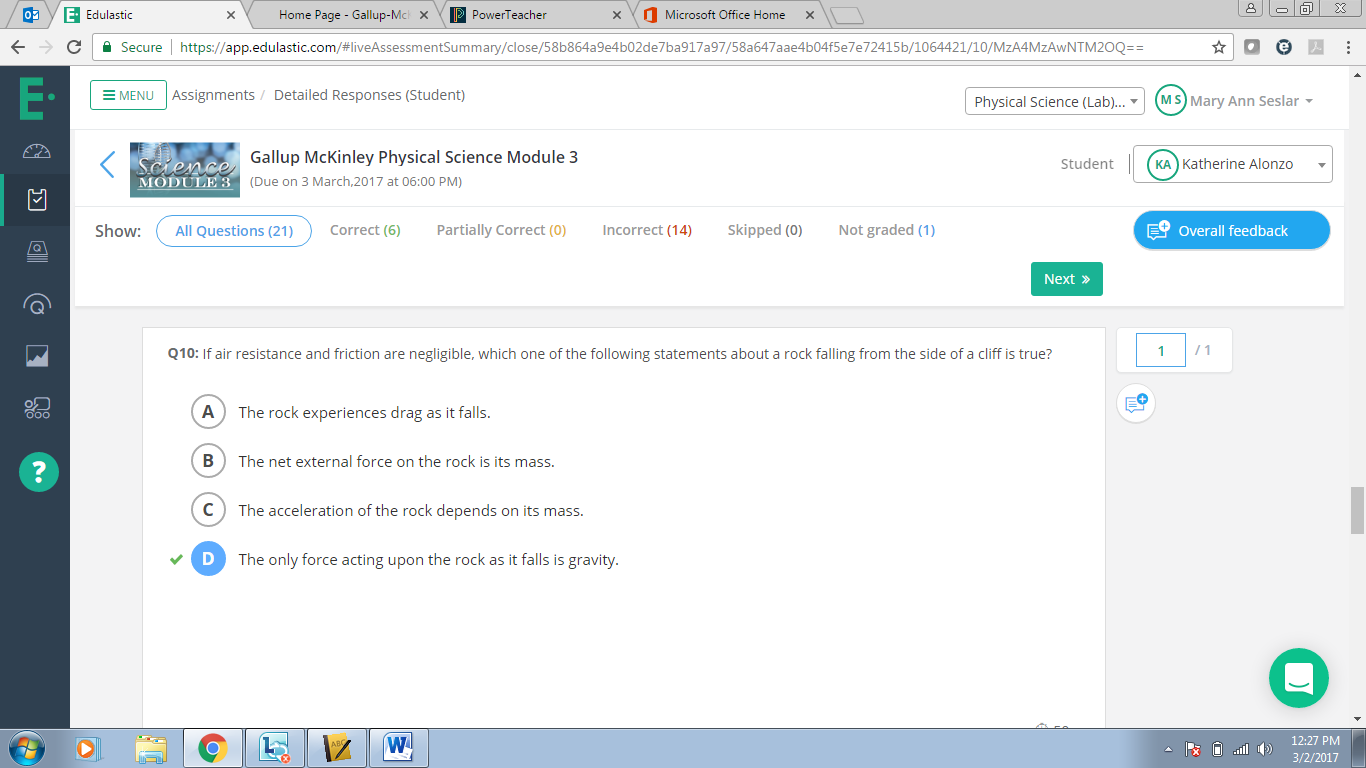 Edulastic
Home Page - Gallup-McK
PowerTeacher
Microsoft Office Home
Secure https://app.edulastic.com/#liveAssessmentSummary/close/58b864a9e4b02de7ba917a97/58a647aae4b04f5e7e72415b/1064421/10/MzA4MzAwNTM2OQ==
E
MENU Assignments / Detailed Responses (Student)
Physical Science (Lab)...
MS Mary Ann Seslar
Science
MODULE 3
Gallup McKinley Physical Science Module 3
(Due on 3 March,2017 at 06:00 PM)
Student
KA Katherine Alonzo
Show: All Questions (21) Correct (6) Partially Correct (0) Incorrect (14) Skipped (0) Not graded (1)
Overall feedback
Next »
Q10: If air resistance and friction are negligible, which one of the following statements about a rock falling from the side of a cliff is true?
1 / 1
A The rock experiences drag as it falls.
B The net external force on the rock is its mass.
C The acceleration of the rock depends on its mass.
D The only force acting upon the rock as it falls is gravity.
?
12:27 PM
3/2/2017